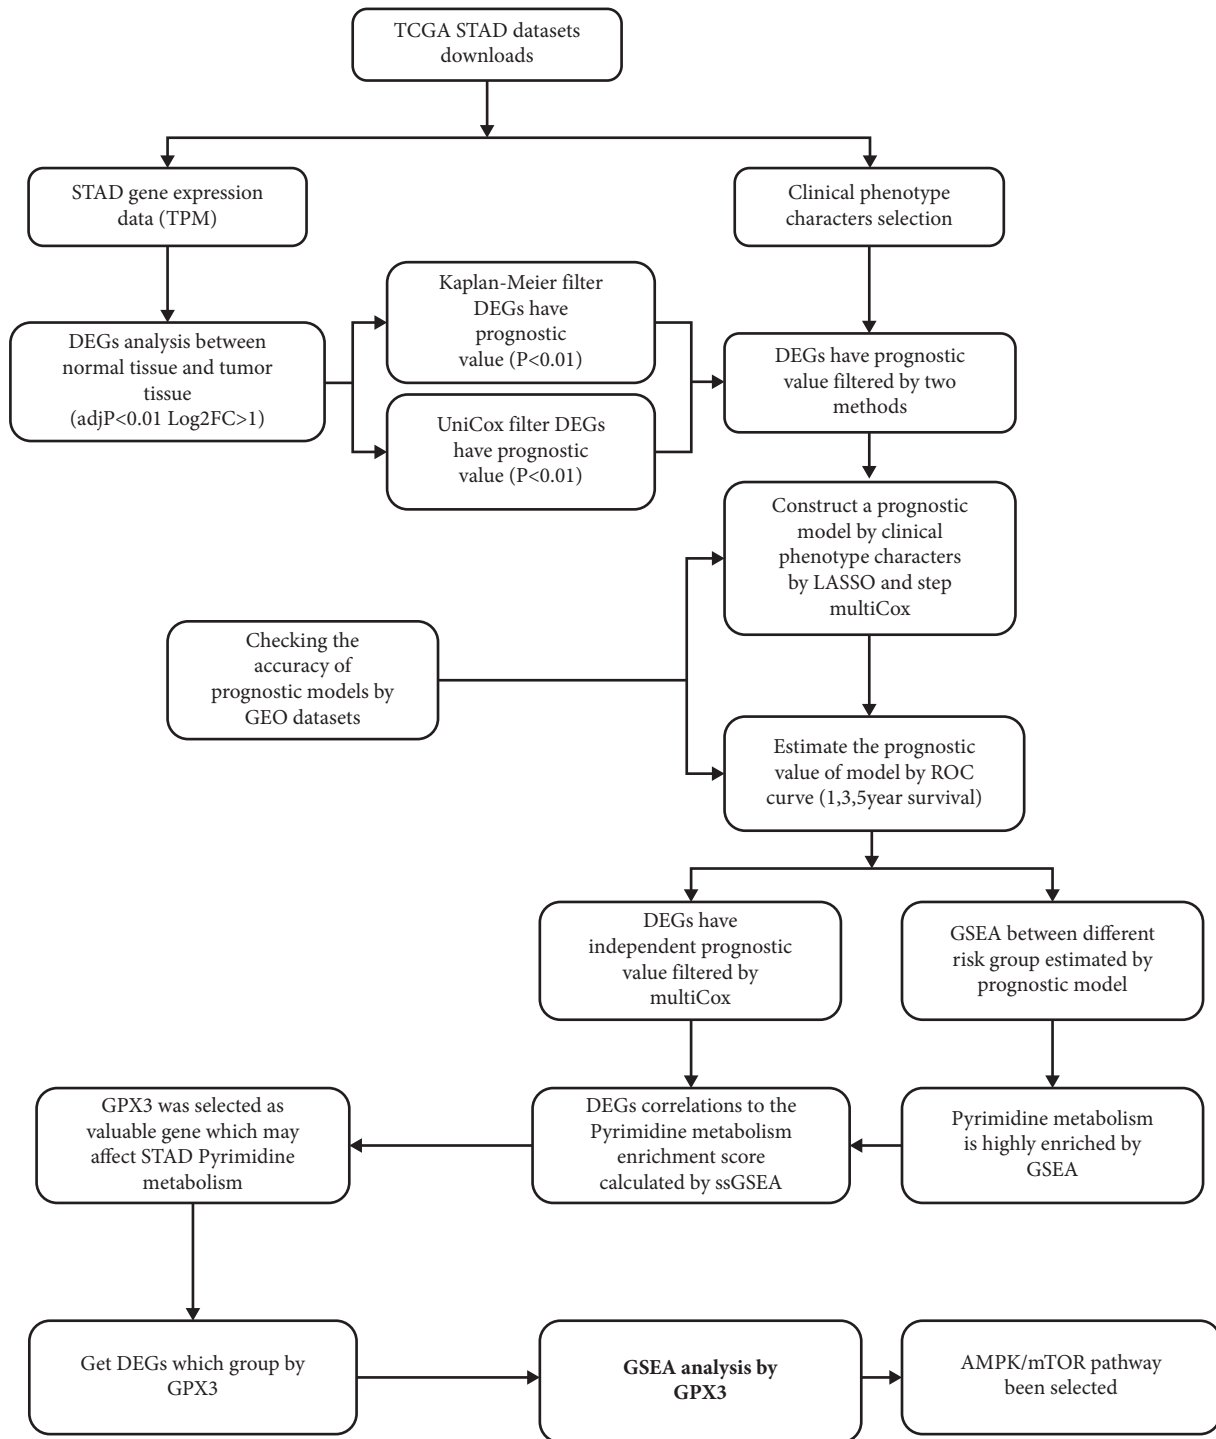 TCGA STAD datasets
downloads
STAD gene expression
data (TPM)
Clinical phenotype
characters selection
DEGs analysis between
normal tissue and tumor
tissue
(adjP<0.01 Log2FC>1)
Kaplan-Meier filter
DEGs have
prognostic
value (P<0.01)
UniCox filter DEGs
have prognostic
value (P<0.01)
DEGs have prognostic
value filtered by two
methods
Construct a prognostic
model by clinical
phenotype characters
by LASSO and step
multiCox
Checking the
accuracy of
prognostic models by
GEO datasets
Estimate the prognostic
value of model by ROC
curve (1,3,5year survival)
DEGs have
independent prognostic
value filtered by
multiCox
GSEA between different
risk group estimated by
prognostic model
GPX3 was selected as
valuable gene which may
affect STAD Pyrimidine
metabolism
DEGs correlations to the
Pyrimidine metabolism
enrichment score
calculated by ssGSEA
Pyrimidine metabolism
is highly enriched by
GSEA
Get DEGs which group by
GPX3
GSEA analysis by
GPX3
AMPK/mTOR pathway
been selected